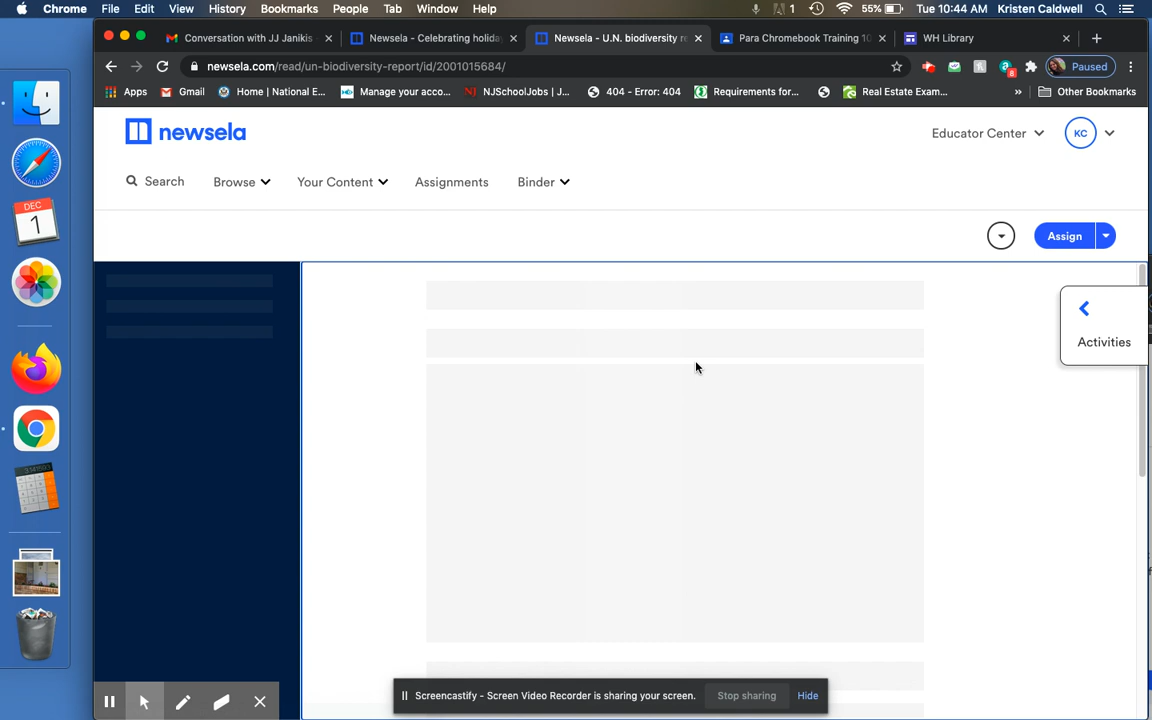 Chrome File Edit View History Bookmarks People Tab Window Help 1 55% Tue 10:44 AM Kristen Caldwell
Conversation with JJ Janikis Newsela - Celebrating holiday Newsela - U.N. biodiversity re Para Chromebook Training 10 WH Library
newsela.com/read/un-biodiversity-report/id/2001015684/ 8 Paused
Apps Gmail Home | National E... Manage your acco... NJSchoolJobs | J... 404 - Error: 404 Requirements for... Real Estate Exam... » Other Bookmarks
newsela
Educator Center KC
Search Browse Your Content Assignments Binder
Assign
DEC
1
Activities
Screencastify - Screen Video Recorder is sharing your screen. Stop sharing Hide